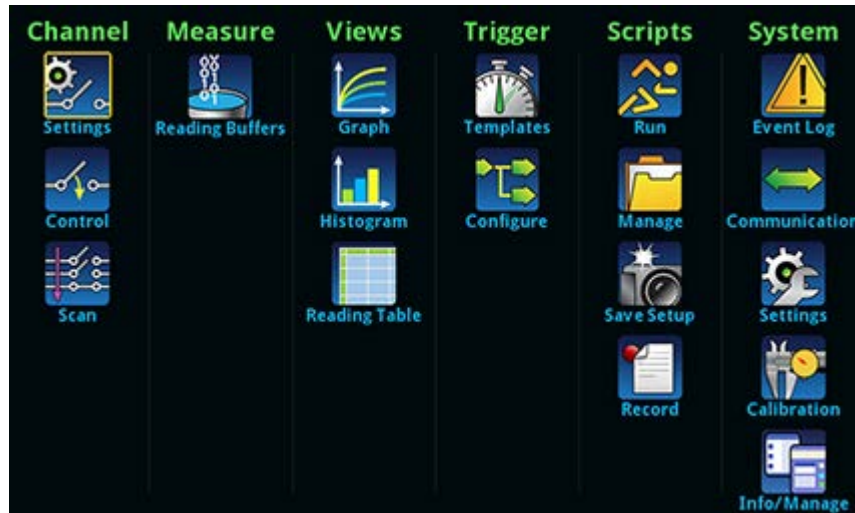 Channel Measure Views Trigger Scripts System
Settings Reading Buffers Graph Templates Run Event Log
Control Histogram Configure Manage Communication
Scan Reading Table Save Setup Settings
Record Calibration
Info/Manage